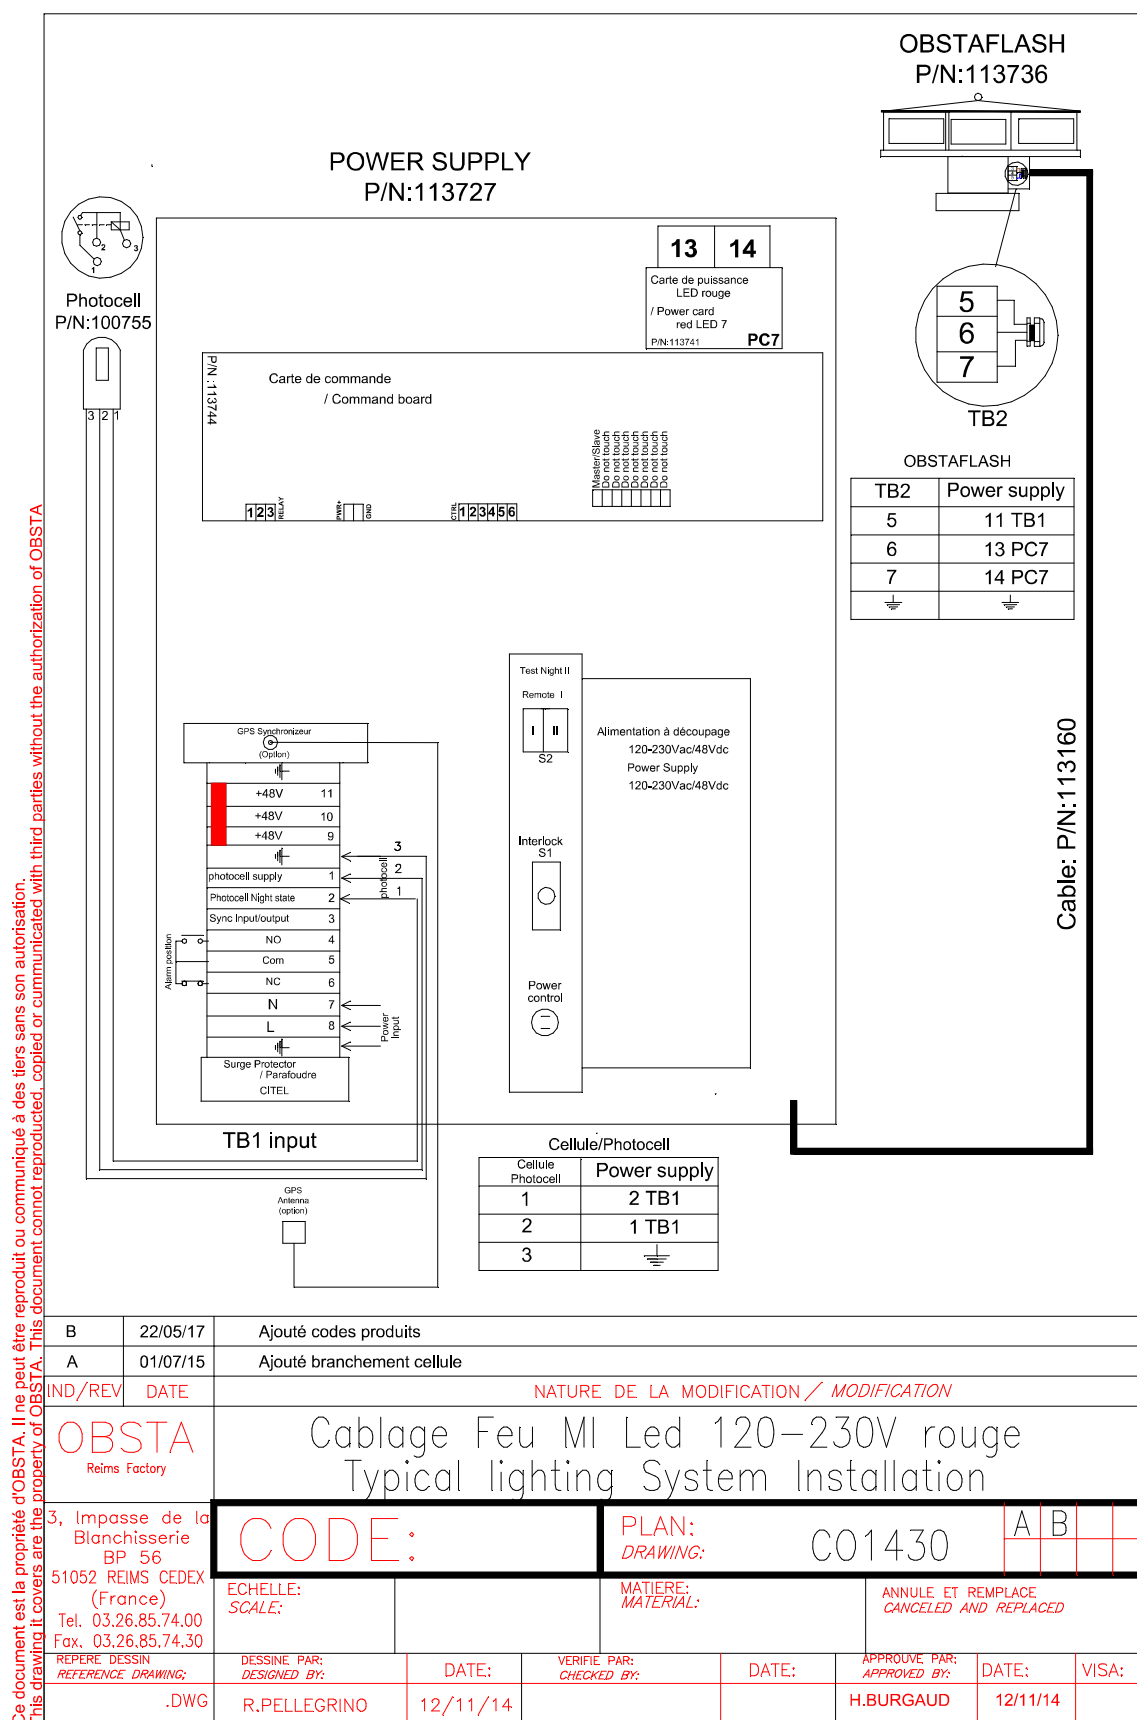 OBSTAFLASH
P/N:113736
POWER SUPPLY
P/N:113727
2
3
1
Photocell
P/N:100755
3 2 1
13 14
Carte de puissance
LED rouge
/ Power card
red LED 7
P/N:113741 PC7
P/N :113744
Carte de commande
/ Command board
Master/Slave
Do not touch
Do not touch
Do not touch
Do not touch
Do not touch
Do not touch
Do not touch
1 2 3 RELAY
PWR+ GND
CTRL 1 2 3 4 5 6
5
6
7
TB2
OBSTAFLASH
TB2 Power supply
5 11 TB1
6 13 PC7
7 14 PC7
Cable: P/N:113160
Test Night II
Remote I
I II
S2
Interlock
S1
Power
control
Alimentation à découpage
120-230Vac/48Vdc
Power Supply
120-230Vac/48Vdc
GPS Synchronizeur
(Option)
+48V 11
+48V 10
+48V 9
photocell supply 1
Photocell Night state 2
Sync Input/output 3
NO 4
Com 5
NC 6
N 7
L 8
Surge Protector
/ Parafoudre
CITEL
3
2
1
photocell
Alarm position
Power
Input
TB1 input
GPS
Antenna
(option)
Cellule/Photocell
Cellule
Photocell
Power supply
1 2 TB1
2 1 TB1
3
Ce document est la propriété d'OBSTA. Il ne peut être reproduit ou communiqué à des tiers sans son autorisation.
This drawing it covers are the property of OBSTA. This document connot reproducted, copied or cummunicated with third parties without the authorization of OBSTA
B 22/05/17 Ajouté codes produits
A 01/07/15 Ajouté branchement cellule
IND/REV DATE NATURE DE LA MODIFICATION / MODIFICATION
OBSTA
Reims Factory
Cablage Feu MI Led 120-230V rouge
Typical lighting System Installation
3, Impasse de la
Blanchisserie
BP 56
51052 REIMS CEDEX
(France)
Tel. 03.26.85.74.00
Fax. 03.26.85.74.30
CODE:
PLAN:
DRAWING:
CO1430
A B
ECHELLE:
SCALE:
MATIERE:
MATERIAL:
ANNULE ET REMPLACE
CANCELED AND REPLACED
REPERE DESSIN
REFERENCE DRAWING:
.DWG
DESSINE PAR:
DESIGNED BY:
R.PELLEGRINO
DATE:
12/11/14
VERIFIE PAR:
CHECKED BY:
DATE:
APPROUVE PAR:
APPROVED BY:
H.BURGAUD
DATE:
12/11/14
VISA: